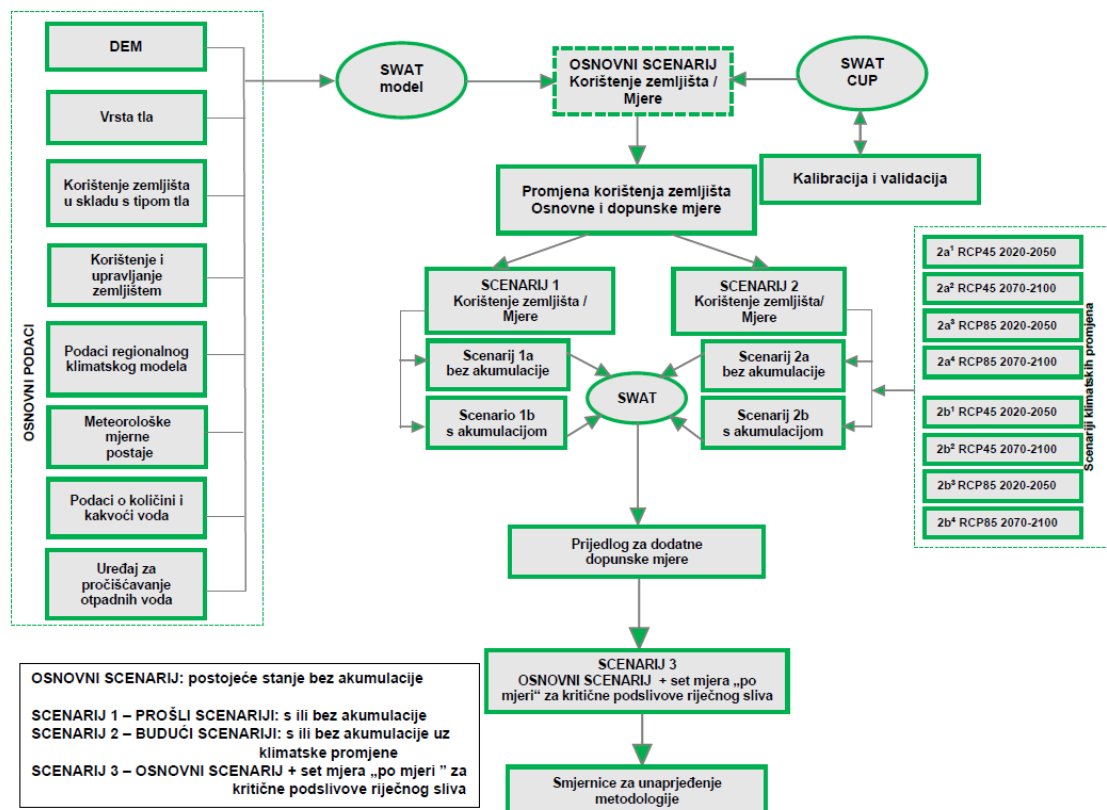 OSNOVNI PODACI
DEM
Vrsta tla
Korištenje zemljišta
u skladu s tipom tla
Korištenje i
upravljanje
zemljištem
Podaci regionalnog
klimatskog modela
Meteorološke
mjerne
postaje
Podaci o količini i
kakvoći voda
Uređaj za
pročišćavanje
otpadnih voda
SWAT
model
OSNOVNI SCENARIJ
Korištenje zemljišta /
Mjere
SWAT
CUP
Kalibracija i validacija
Promjena korištenja zemljišta
Osnovne i dopunske mjere
SCENARIJ 1
Korištenje zemljišta /
Mjere
SCENARIJ 2
Korištenje zemljišta/
Mjere
Scenarij 1a
bez akumulacije
Scenario 1b
s akumulacijom
SWAT
Scenarij 2a
bez akumulacije
Scenarij 2b
s akumulacijom
2a¹ RCP45 2020-2050
2a² RCP45 2070-2100
2a³ RCP85 2020-2050
2a⁴ RCP85 2070-2100
2b¹ RCP45 2020-2050
2b² RCP45 2070-2100
2b³ RCP85 2020-2050
2b⁴ RCP85 2070-2100
Scenariji klimatskih promjena
Prijedlog za dodatne
dopunske mjere
SCENARIJ 3
OSNOVNI SCENARIJ + set mjera „po
mjeri“ za kritične podslivove riječnog sliva
Smjernice za unaprjeđenje
metodologije
OSNOVNI SCENARIJ: postojeće stanje bez akumulacije
SCENARIJ 1 – PROŠLI SCENARIJI: s ili bez akumulacije
SCENARIJ 2 – BUDUĆI SCENARIJI: s ili bez akumulacije uz
klimatske promjene
SCENARIJ 3 – OSNOVNI SCENARIJ + set mjera „po mjeri ” za
kritične podslivove riječnog sliva